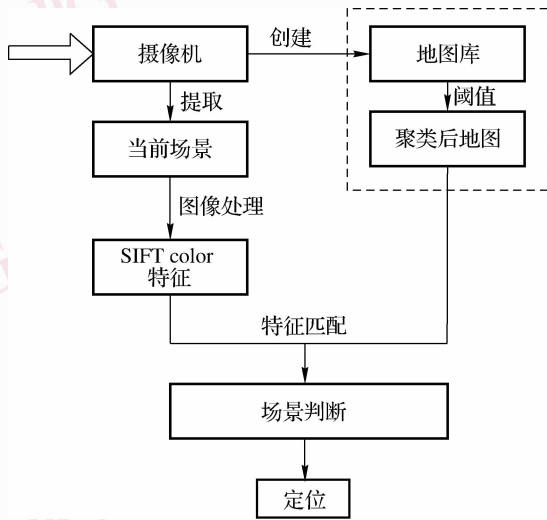 摄像机
创建
地图库
提取
阈值
当前场景
聚类后地图
图像处理
SIFT color
特征
特征匹配
场景判断
定位